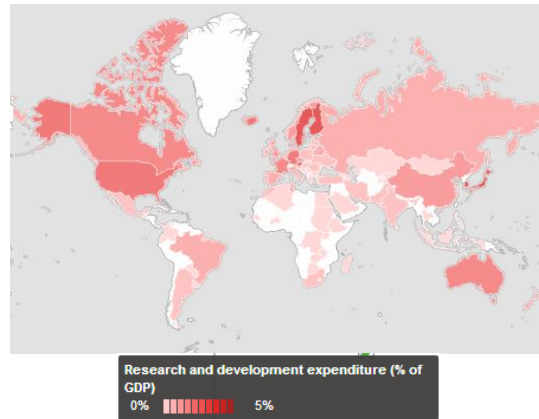 Research and development expenditure (% of
GDP)
0% 5%